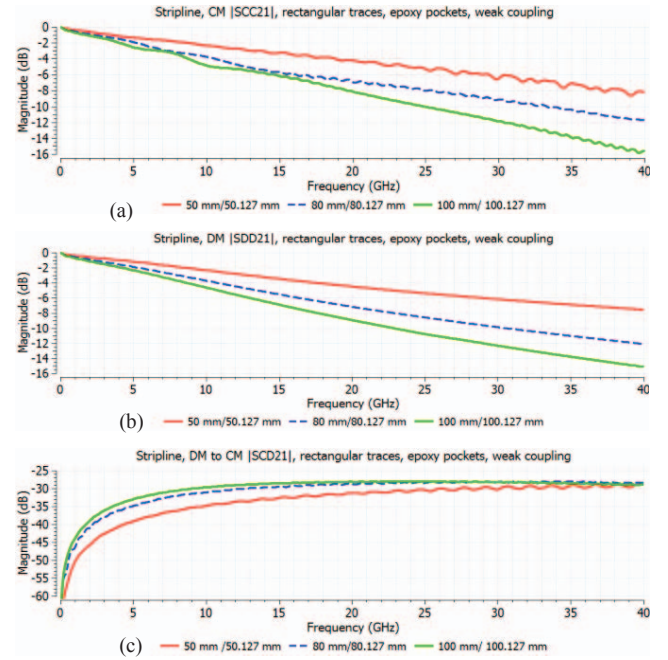 Stripline, CM |SCC21|, rectangular traces, epoxy pockets, weak coupling
Magnitude (dB)
0
-2
-4
-6
-8
-10
-12
-14
-16
0 5 10 15 20 25 30 35 40
Frequency (GHz)
(a)
50 mm/50.127 mm 80 mm/80.127 mm 100 mm/ 100.127 mm
Stripline, DM |SDD21|, rectangular traces, epoxy pockets, weak coupling
Magnitude (dB)
0
-2
-4
-6
-8
-10
-12
-14
-16
0 5 10 15 20 25 30 35 40
Frequency (GHz)
(b)
50 mm/50.127 mm 80 mm/80.127 mm 100 mm/100.127 mm
Stripline, DM to CM |SCD21|, rectangular traces, epoxy pockets, weak coupling
Magnitude (dB)
-25
-30
-35
-40
-45
-50
-55
-60
0 5 10 15 20 25 30 35 40
Frequency (GHz)
(c)
50 mm /50.127 mm 80 mm/80.127 mm 100 mm/ 100.127 mm